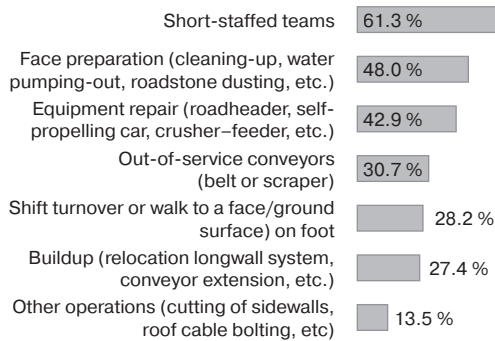 Short-staffed teams
61.3 %
Face preparation (cleaning-up, water
pumping-out, roadstone dusting, etc.)
48.0 %
Equipment repair (roadheader, self-
propelling car, crusher–feeder, etc.)
42.9 %
Out-of-service conveyors
(belt or scraper)
30.7 %
Shift turnover or walk to a face/ground
surface) on foot
28.2 %
Buildup (relocation longwall system,
conveyor extension, etc.)
27.4 %
Other operations (cutting of sidewalls,
roof cable bolting, etc)
13.5 %